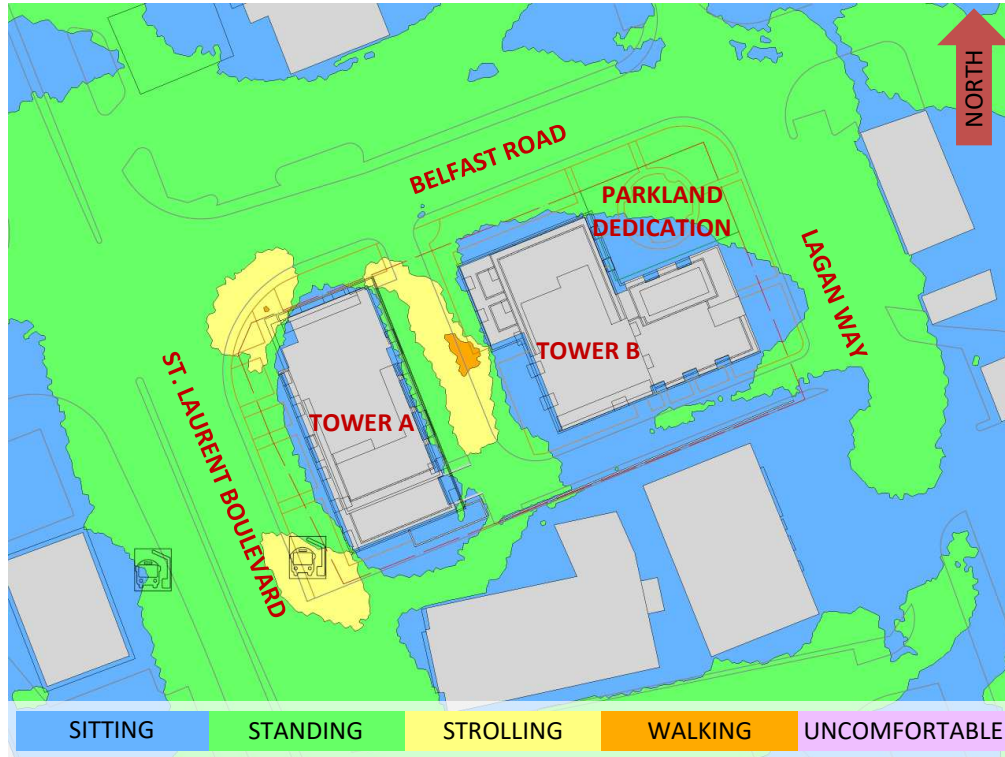 NORTH
BELFAST ROAD
PARKLAND
DEDICATION
LAGAN WAY
TOWER B
ST. LAURENT BOULEVARD
TOWER A
SITTING
STANDING
STROLLING
WALKING
UNCOMFORTABLE